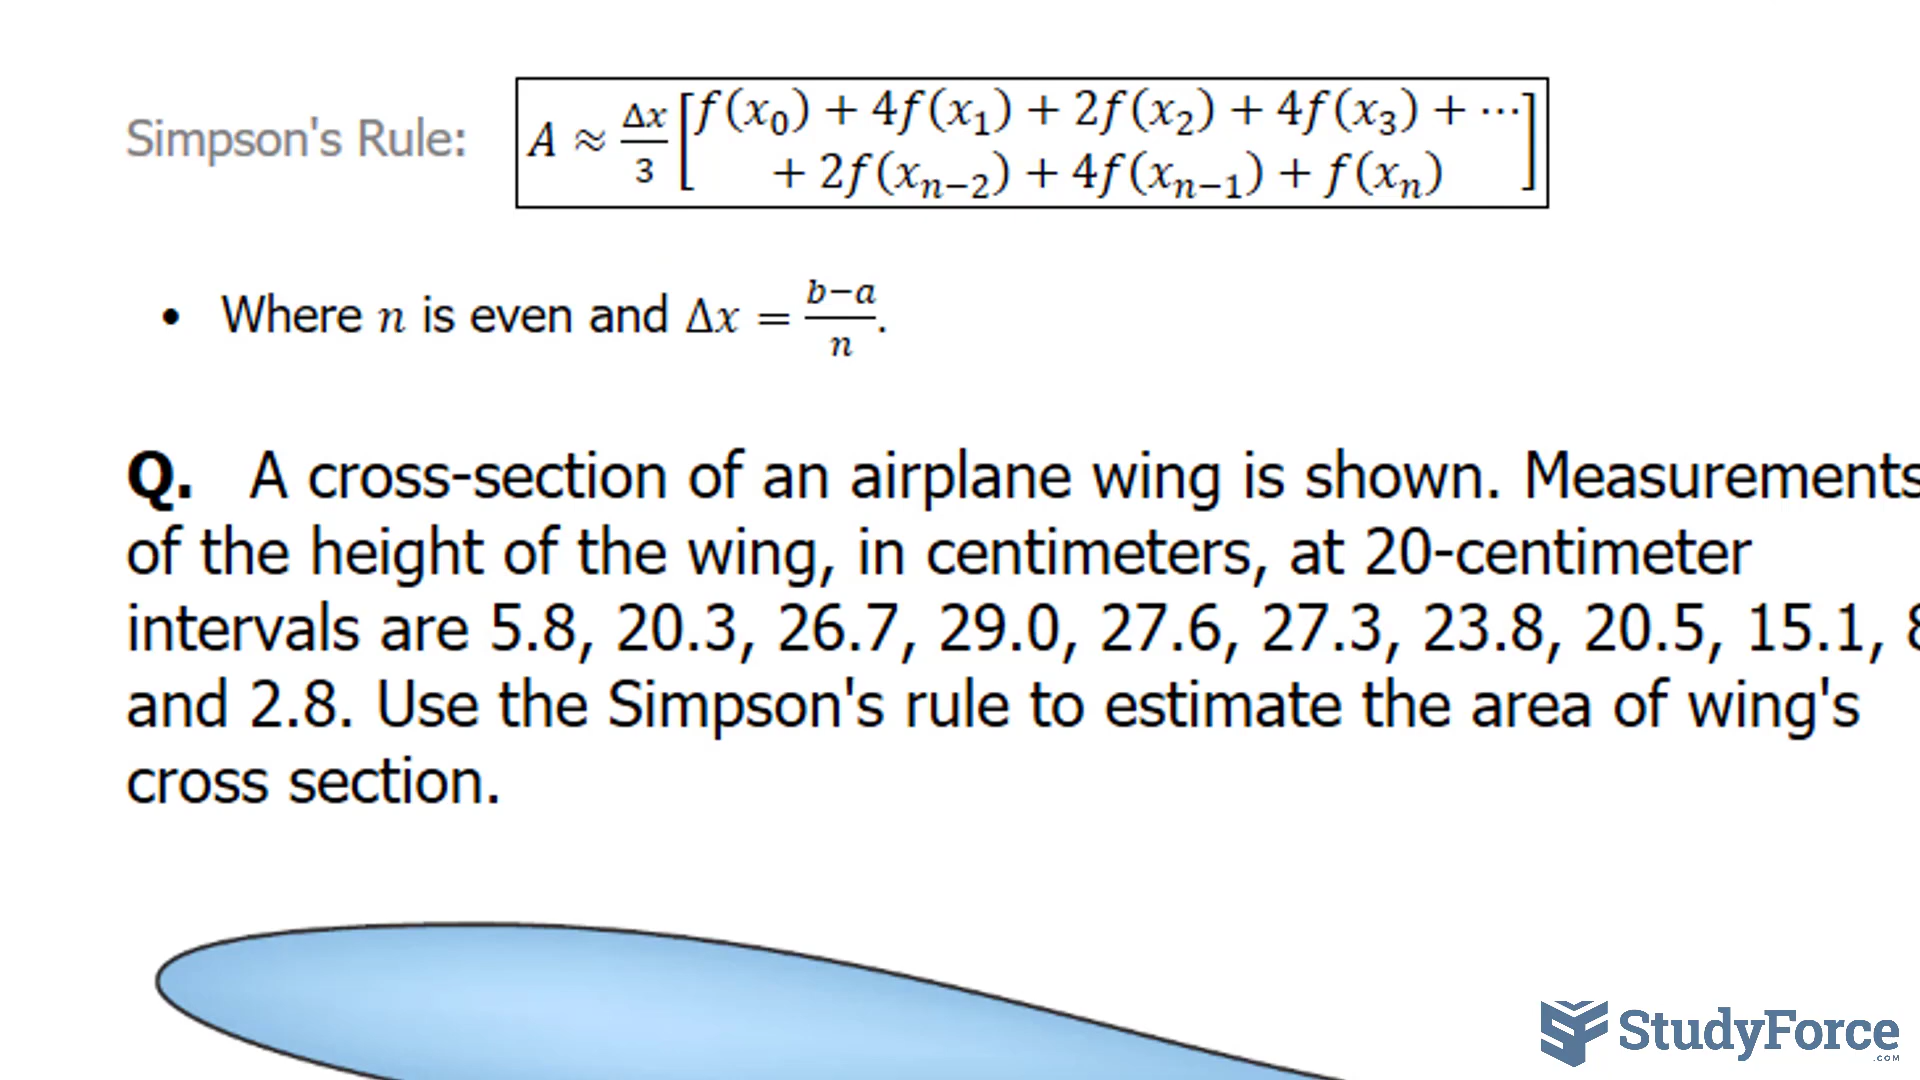 Simpson's Rule: A ≈ Δx/3 [f(x₀) + 4f(x₁) + 2f(x₂) + 4f(x₃) + ⋯
+ 2f(xₙ₋₂) + 4f(xₙ₋₁) + f(xₙ)]
• Where n is even and Δx = b−a/n.
Q. A cross-section of an airplane wing is shown. Measurements
of the height of the wing, in centimeters, at 20-centimeter
intervals are 5.8, 20.3, 26.7, 29.0, 27.6, 27.3, 23.8, 20.5, 15.1,
and 2.8. Use the Simpson's rule to estimate the area of wing's
cross section.
StudyForce
.COM